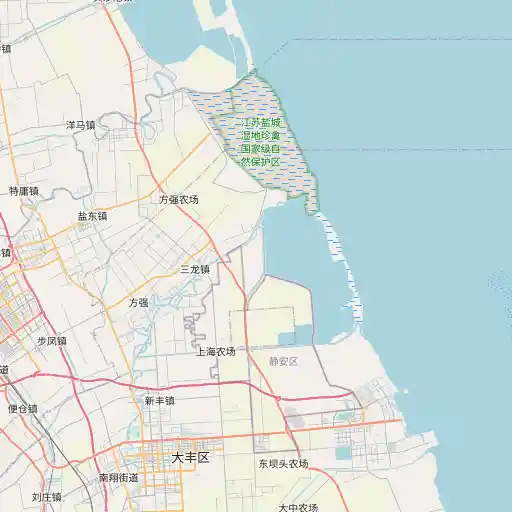 洋马镇
江苏盐城
湿地珍禽
国家级自
然保护区
特庸镇
方强农场
盐东镇
三龙镇
方强
步凤镇
上海农场
静安区
道
便仓镇
新丰镇
大丰区
东坝头农场
南翔街道
刘庄镇
大中农场